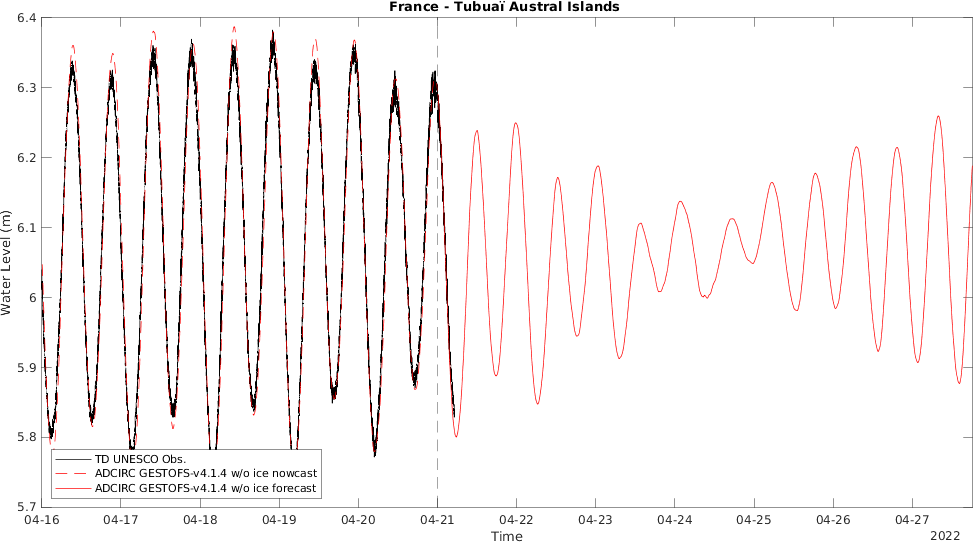 France - Tubuaï Austral Islands
6.4
6.3
6.2
6.1
6
5.9
5.8
5.7
Water Level (m)
TD UNESCO Obs.
ADCIRC GESTOFS-v4.1.4 w/o ice nowcast
ADCIRC GESTOFS-v4.1.4 w/o ice forecast
04-16 04-17 04-18 04-19 04-20 04-21 04-22 04-23 04-24 04-25 04-26 04-27
Time
2022